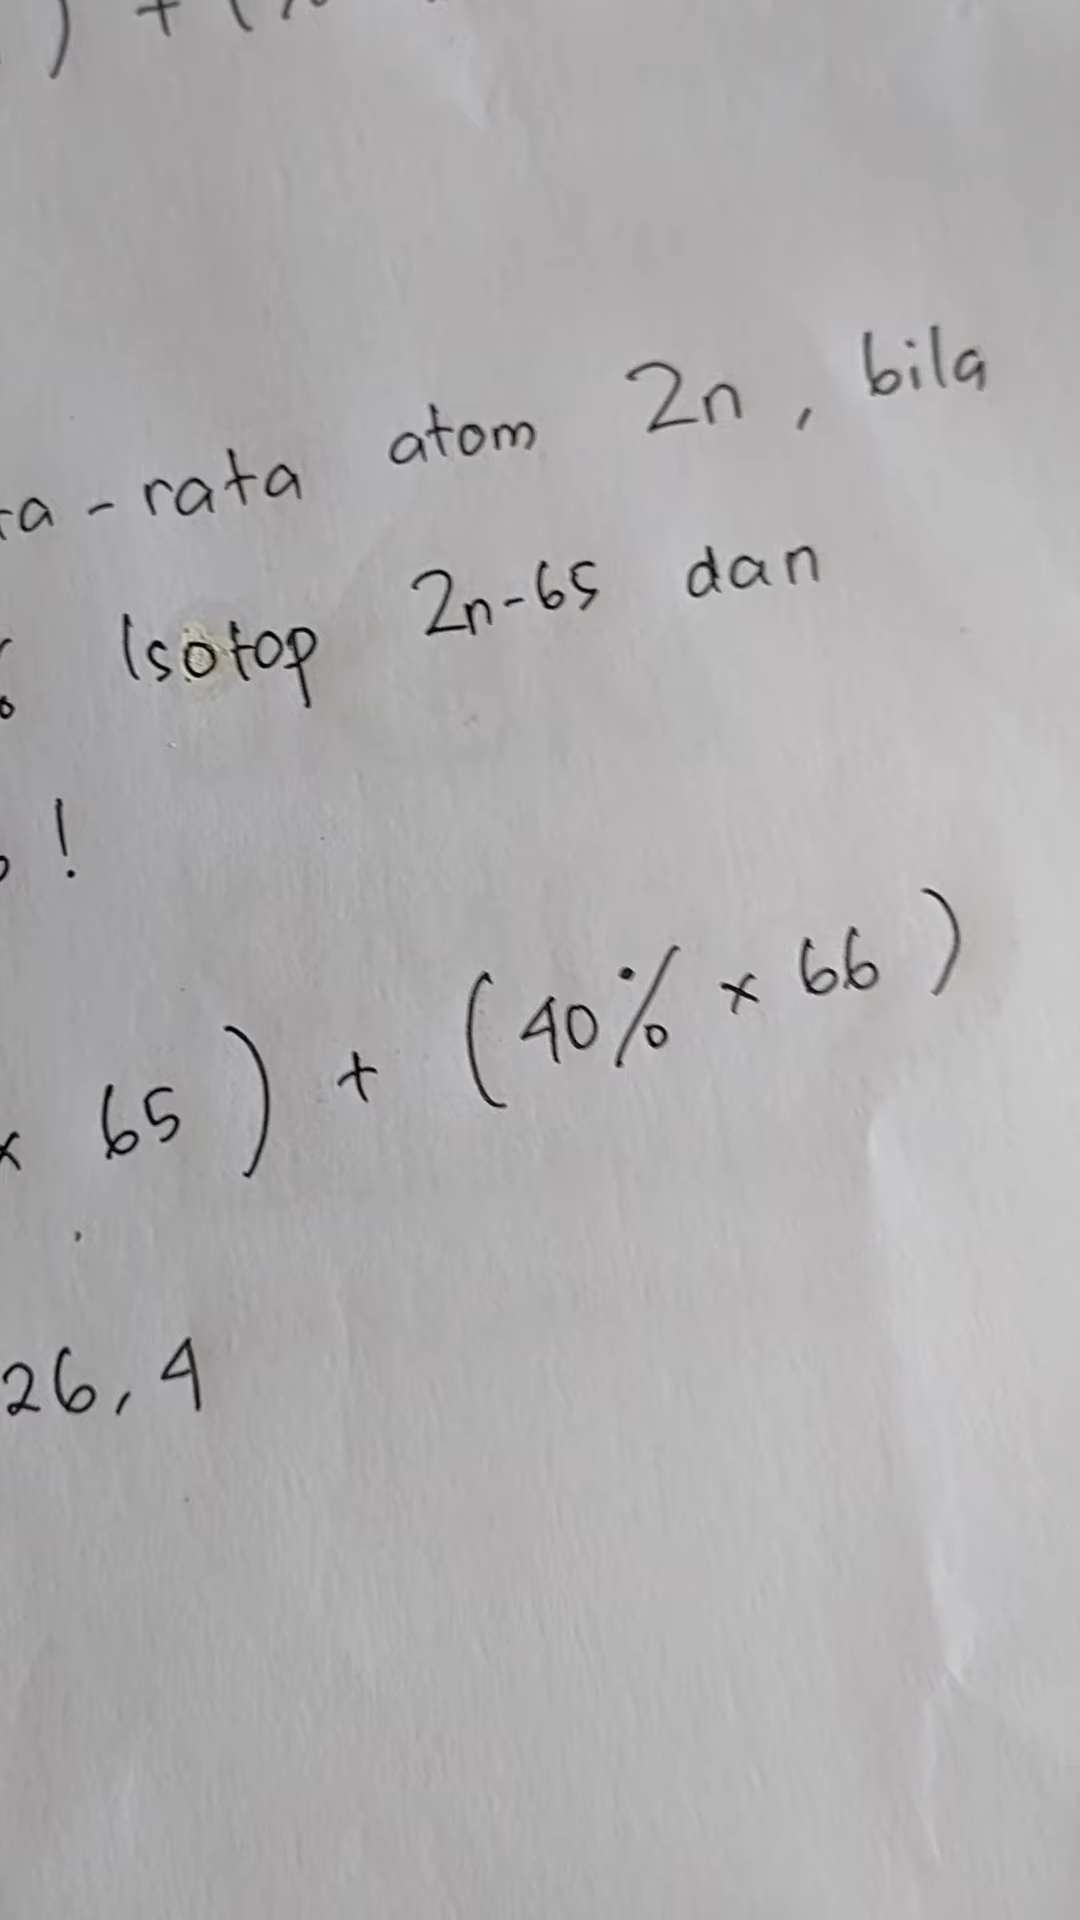 ) + (
-rata atom Zn, bila
Isotop Zn-65 dan
!
× 65) + (40% × 66)
26,4